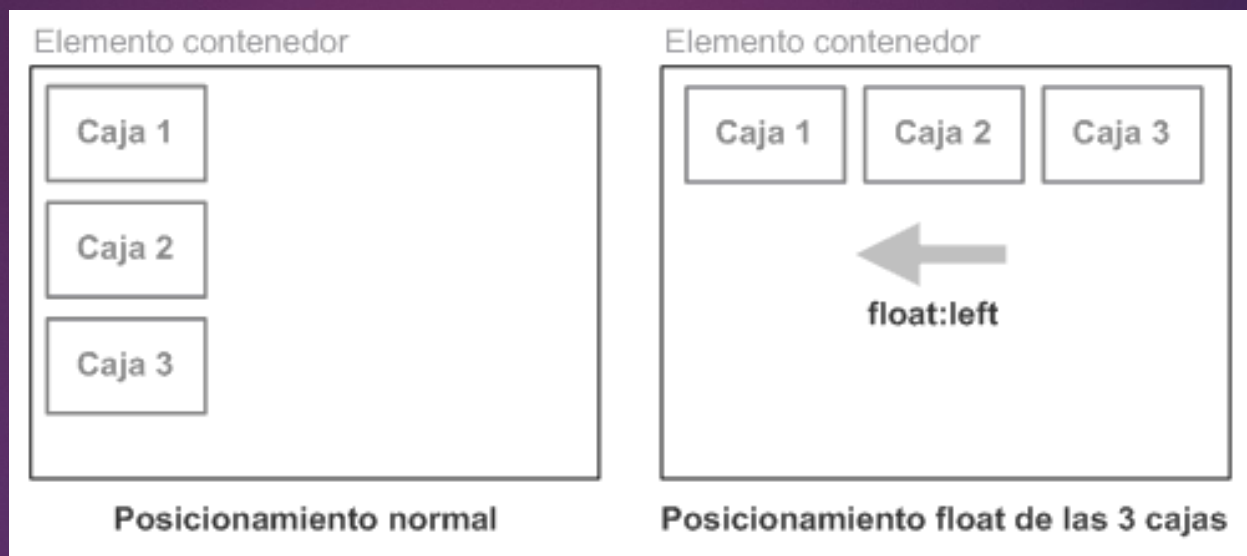 Elemento contenedor
Caja 1
Caja 2
Caja 3
Posicionamiento normal
Elemento contenedor
Caja 1 Caja 2 Caja 3
float:left
Posicionamiento float de las 3 cajas